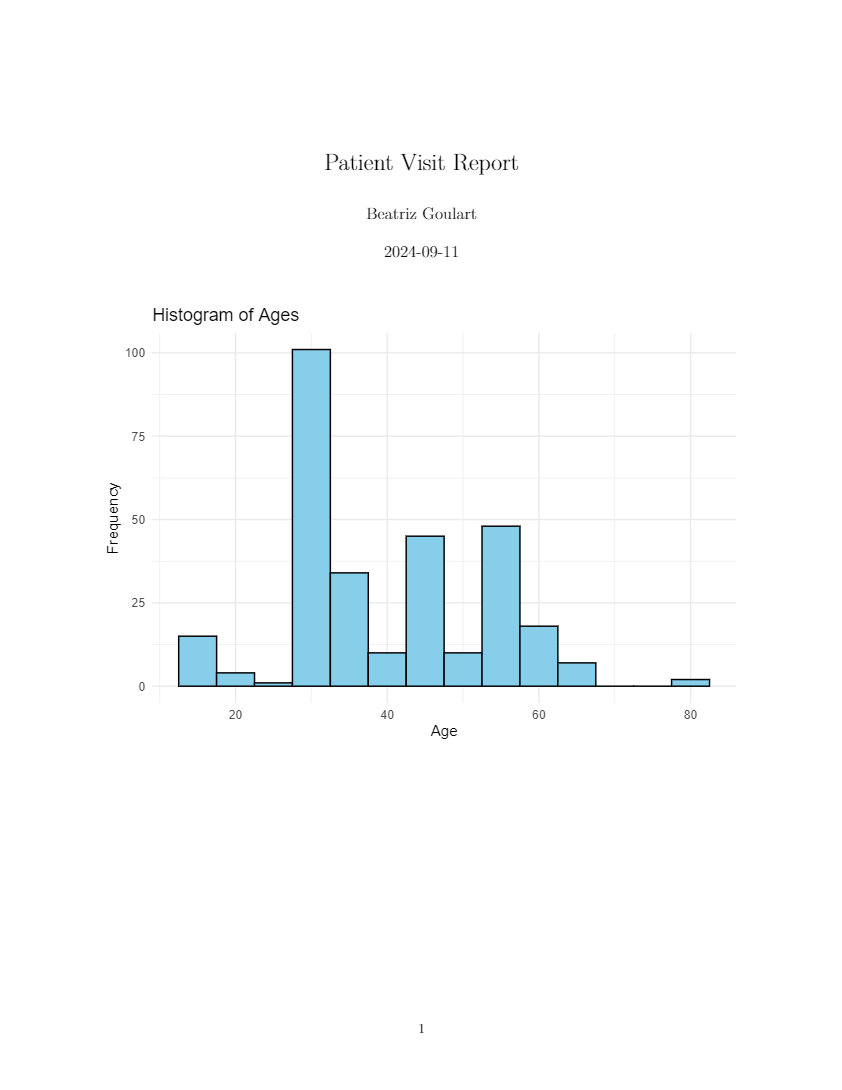 Patient Visit Report
Beatriz Goulart
2024-09-11
Histogram of Ages
100
75
50
25
0
Frequency
20 40 60 80
Age
1